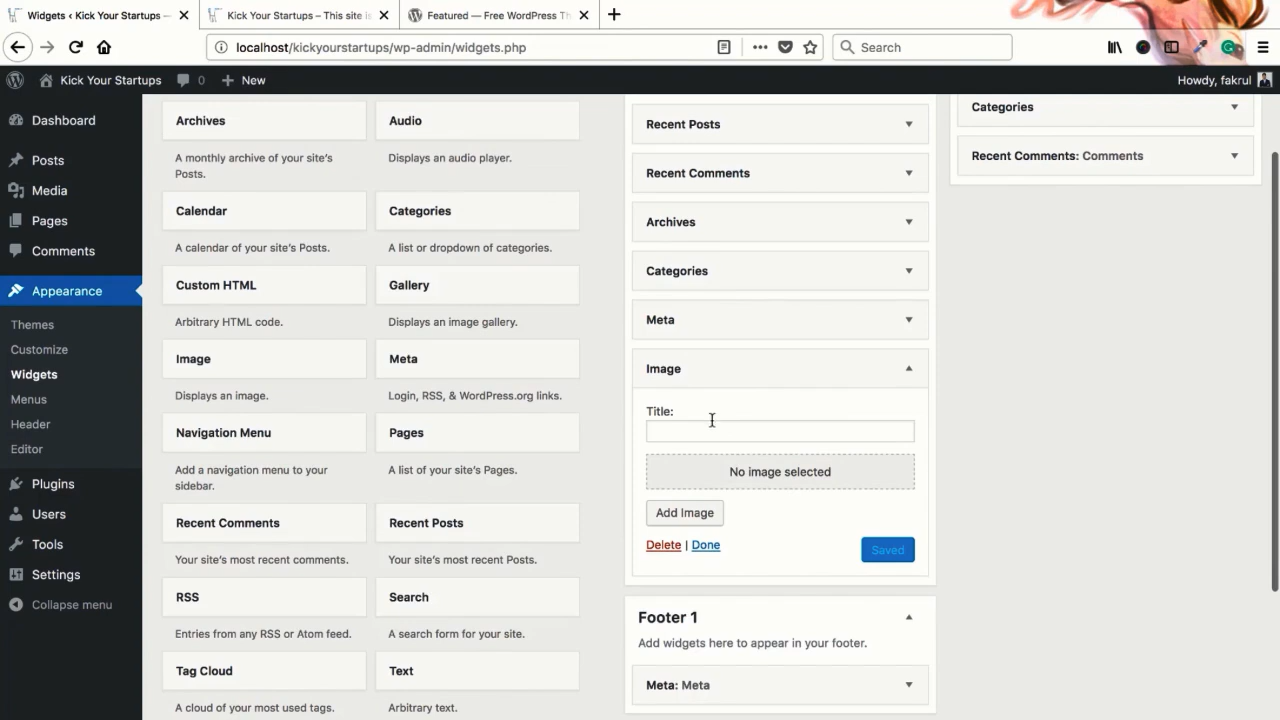 Widgets ‹ Kick Your Startups —
Kick Your Startups – This site is
Featured — Free WordPress Th
localhost/kickyourstartups/wp-admin/widgets.php
Search
Kick Your Startups
0
New
Howdy, fakrul
Dashboard
Posts
Media
Pages
Comments
Appearance
Themes
Customize
Widgets
Menus
Header
Editor
Plugins
Users
Tools
Settings
Collapse menu
Archives
Audio
A monthly archive of your site's
Posts.
Displays an audio player.
Calendar
Categories
A calendar of your site's Posts.
A list or dropdown of categories.
Custom HTML
Gallery
Arbitrary HTML code.
Displays an image gallery.
Image
Meta
Displays an image.
Login, RSS, & WordPress.org links.
Navigation Menu
Pages
Add a navigation menu to your
sidebar.
A list of your site's Pages.
Recent Comments
Recent Posts
Your site's most recent comments.
Your site's most recent Posts.
RSS
Search
Entries from any RSS or Atom feed.
A search form for your site.
Tag Cloud
Text
A cloud of your most used tags.
Arbitrary text.
Recent Posts
Recent Comments
Archives
Categories
Meta
Image
Title:
No image selected
Add Image
Delete | Done
Saved
Footer 1
Add widgets here to appear in your footer.
Meta: Meta
Categories
Recent Comments: Comments